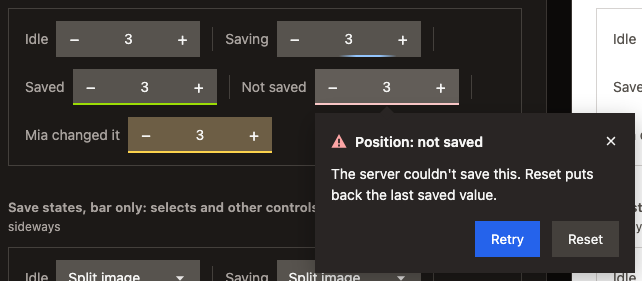 Idle − 3 + Saving − 3 +
Idle
Saved − 3 + Not saved − 3 +
Save
Mia changed it − 3 +
Position: not saved ×
The server couldn't save this. Reset puts
back the last saved value.
Retry Reset
Save states, bar only: selects and other controls
sideways
Idle Split image Saving Split image
Idle